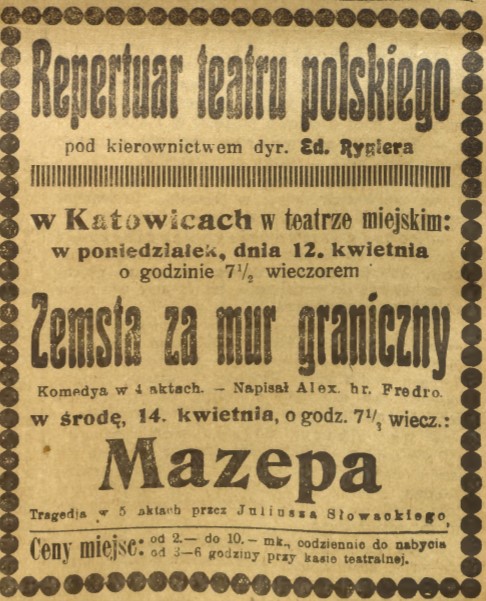 Repertuar teatru polskiego
pod kierownictwem dyr. Ed. Rygiera
w Katowicach w teatrze miejskim:
w poniedziałek, dnia 12. kwietnia
o godzinie 7½ wieczorem
Zemsta za mur graniczny
Komedya w 4 aktach. – Napisał Alex. hr. Fredro.
w środę, 14. kwietnia, o godz. 7½ wiecz.:
Mazepa
Tragedja w 5 aktach przez Juliusza Słowackiego,
Ceny miejsc: od 2.— do 10.— mk., codziennie do nabycia
od 3—6 godziny przy kasie teatralnej.